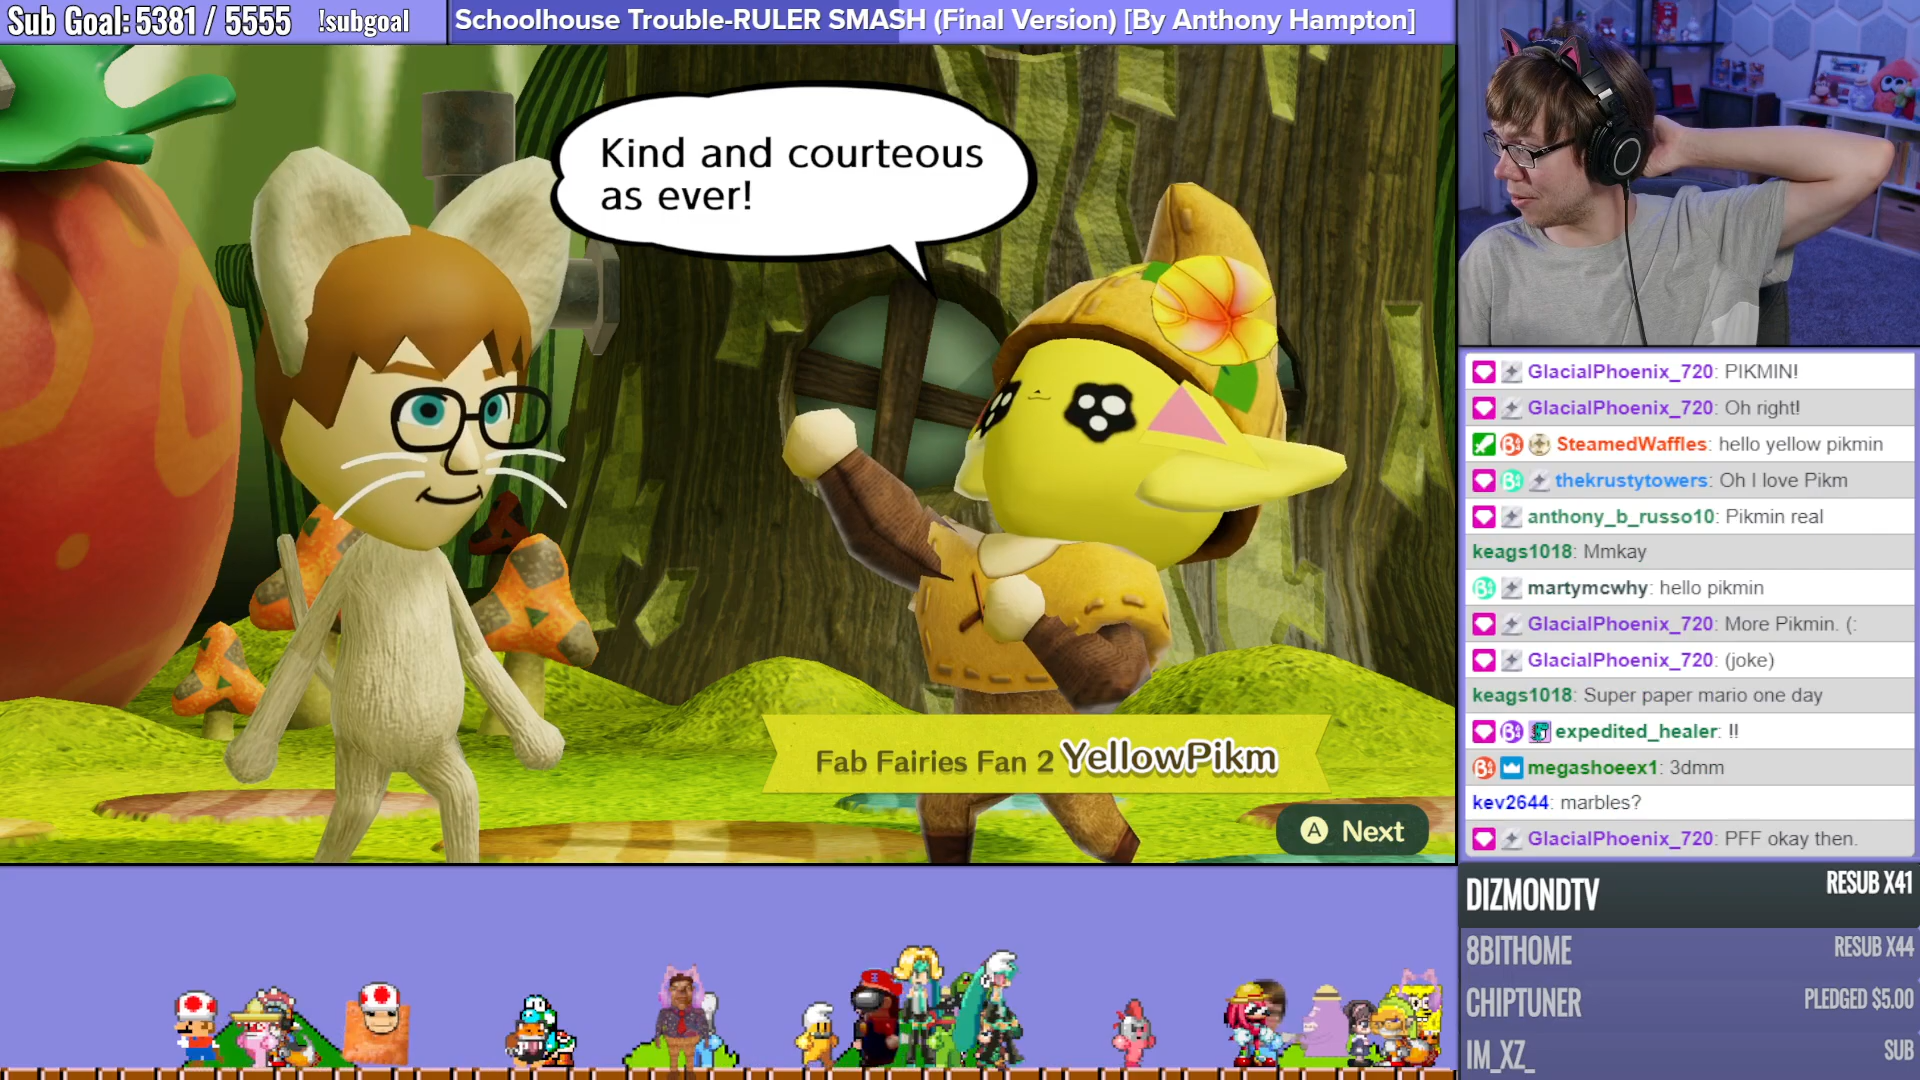 Sub Goal: 5381 / 5555 !subgoal
Schoolhouse Trouble-RULER SMASH (Final Version) [By Anthony Hampton]
Kind and courteous
as ever!
Fab Fairies Fan 2 YellowPikm
A Next
GlacialPhoenix_720: PIKMIN!
GlacialPhoenix_720: Oh right!
SteamedWaffles: hello yellow pikmin
thekrustytowers: Oh I love Pikm
anthony_b_russo10: Pikmin real
keags1018: Mmkay
martymcwhy: hello pikmin
GlacialPhoenix_720: More Pikmin. (:
GlacialPhoenix_720: (joke)
keags1018: Super paper mario one day
expedited_healer: !!
megashoeex1: 3dmm
kev2644: marbles?
GlacialPhoenix_720: PFF okay then.
DIZMONDTV RESUB X41
8BITHOME RESUB X44
CHIPTUNER PLEDGED $5.00
IM_XZ_ SUB